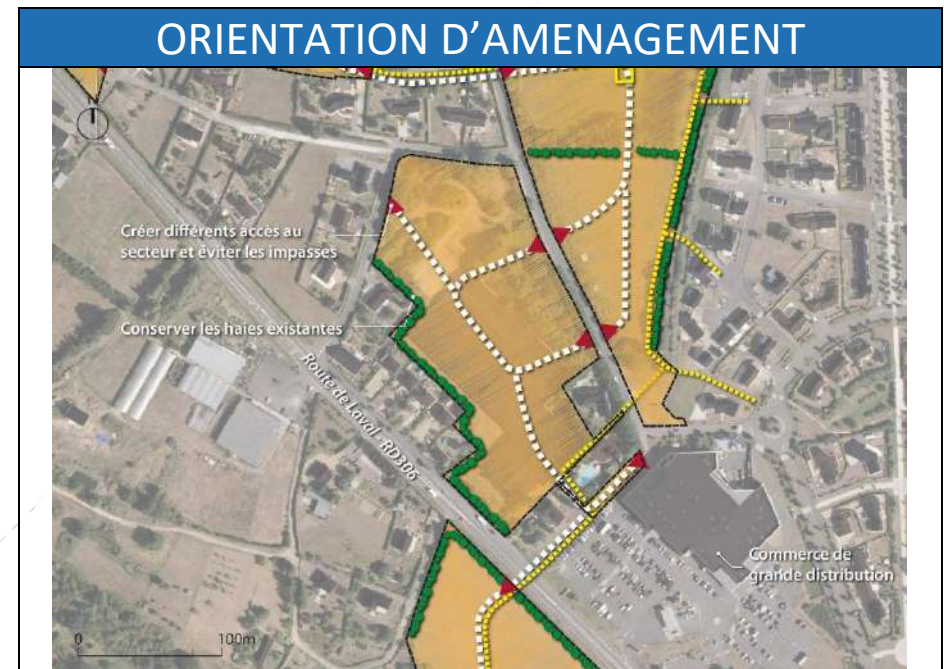 ORIENTATION D’AMENAGEMENT
N
Créer différents accès au
secteur et éviter les impasses
Conserver les haies existantes
Route de Laval - RD306
Commerce de
grande distribution
0 100m